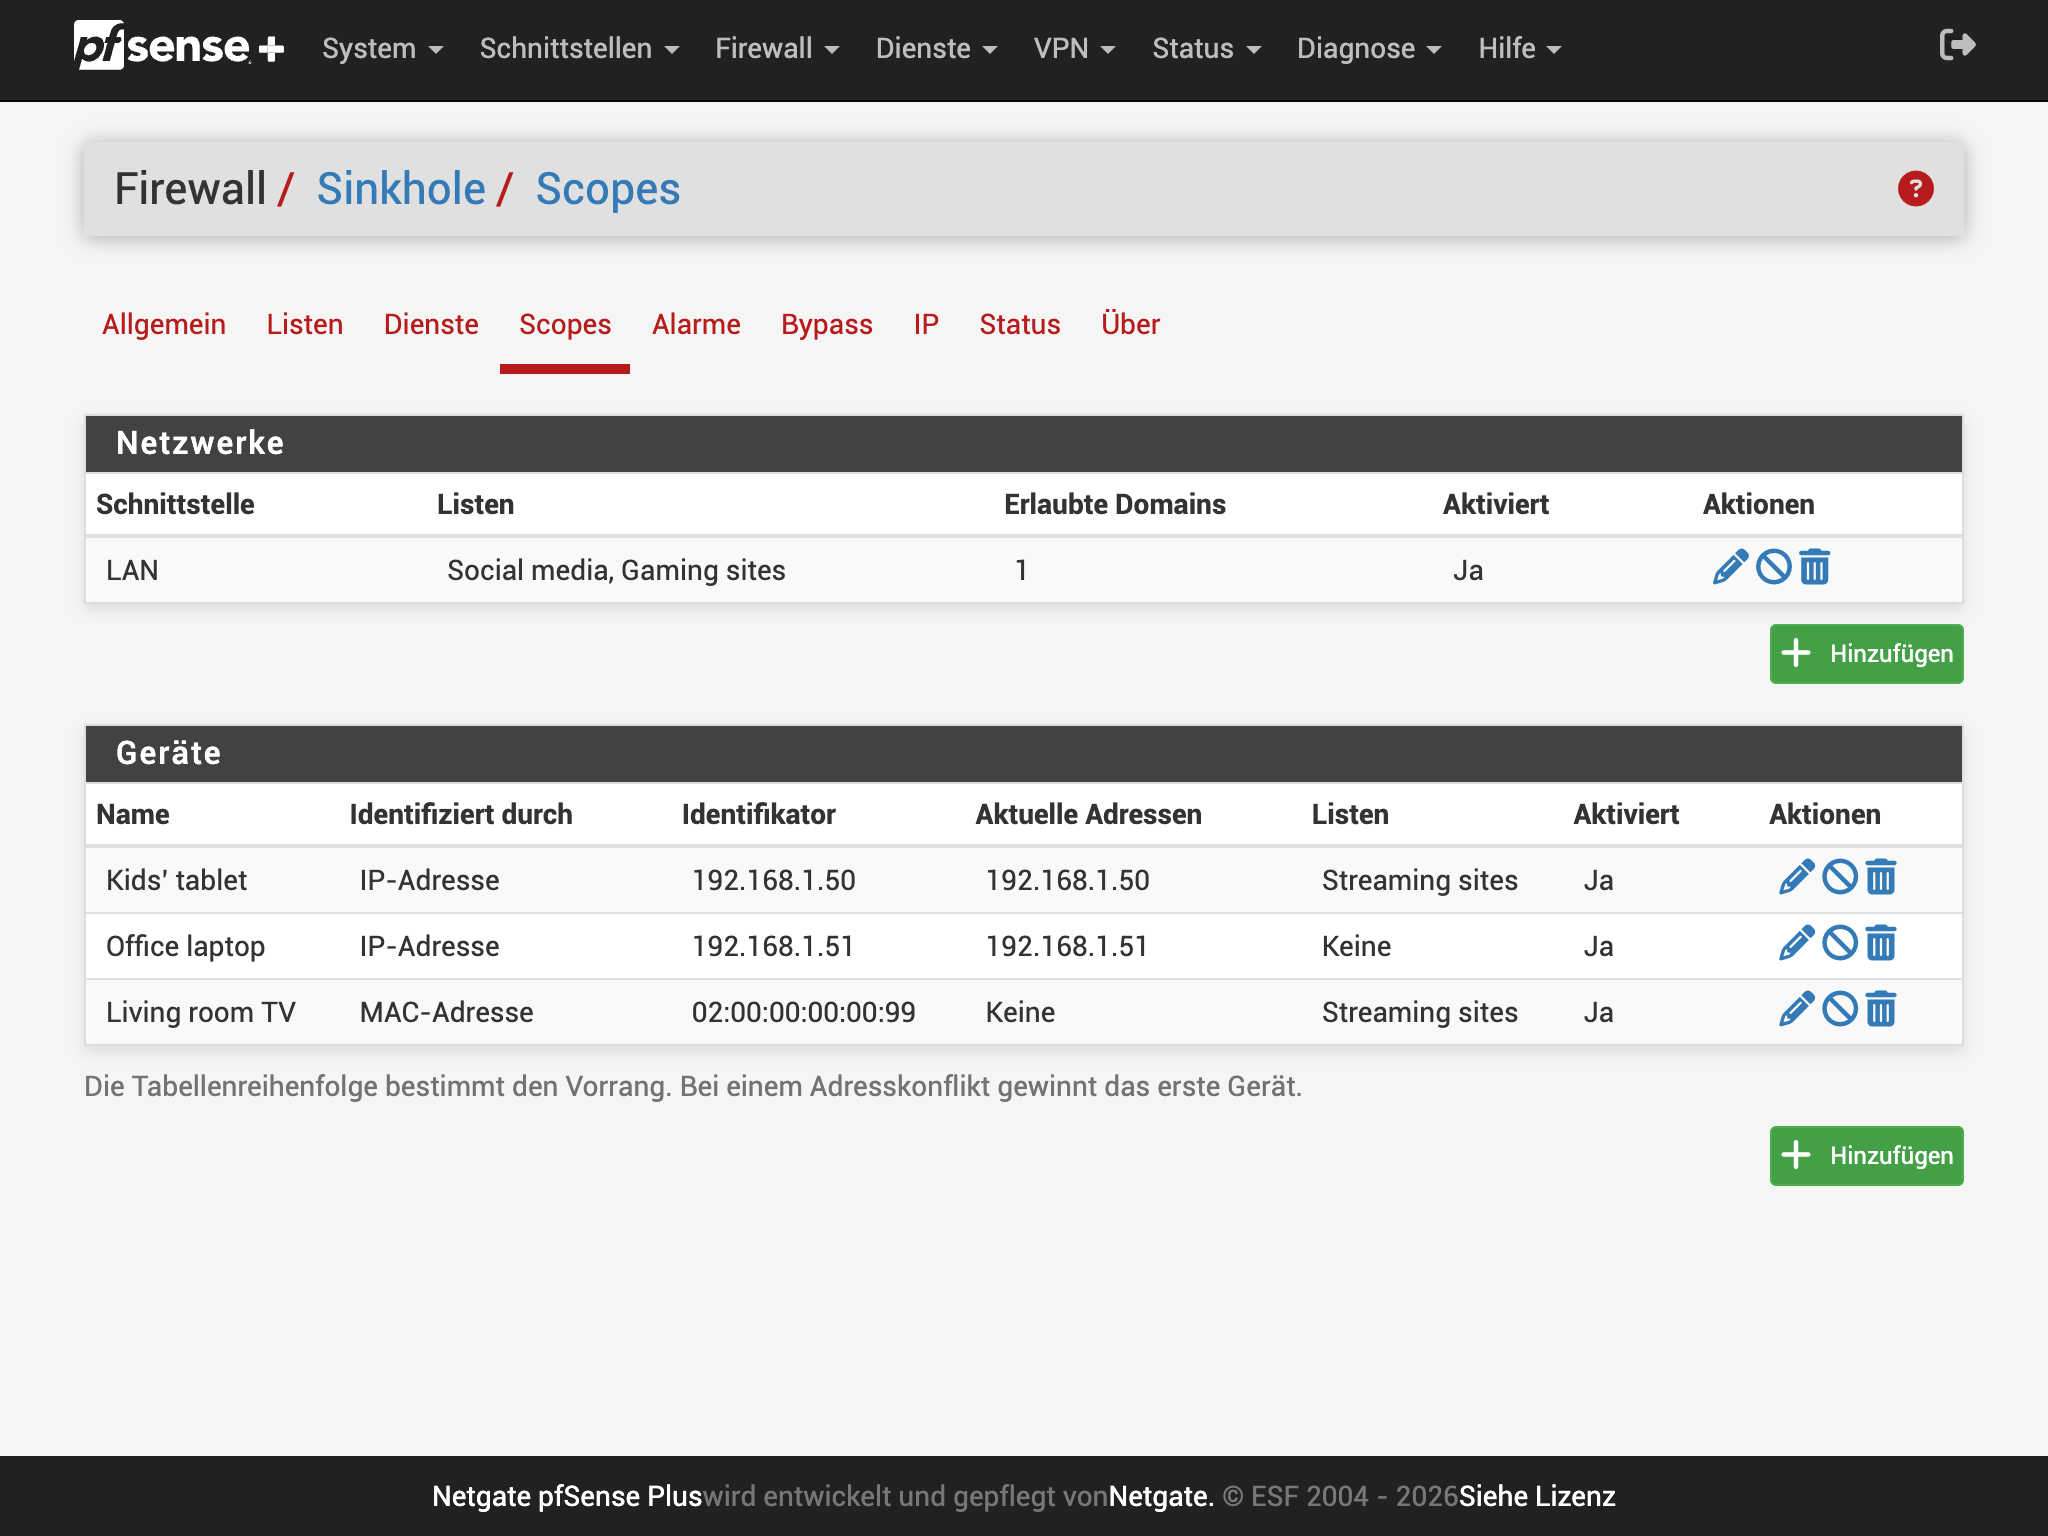 pfsense+ System Schnittstellen Firewall Dienste VPN Status Diagnose Hilfe
Firewall / Sinkhole / Scopes
?
Allgemein Listen Dienste Scopes Alarme Bypass IP Status Über
Netzwerke
Schnittstelle Listen Erlaubte Domains Aktiviert Aktionen
LAN Social media, Gaming sites 1 Ja
Hinzufügen
Geräte
Name Identifiziert durch Identifikator Aktuelle Adressen Listen Aktiviert Aktionen
Kids' tablet IP-Adresse 192.168.1.50 192.168.1.50 Streaming sites Ja
Office laptop IP-Adresse 192.168.1.51 192.168.1.51 Keine Ja
Living room TV MAC-Adresse 02:00:00:00:00:99 Keine Streaming sites Ja
Die Tabellenreihenfolge bestimmt den Vorrang. Bei einem Adresskonflikt gewinnt das erste Gerät.
Hinzufügen
Netgate pfSense Pluswird entwickelt und gepflegt vonNetgate. © ESF 2004 - 2026Siehe Lizenz